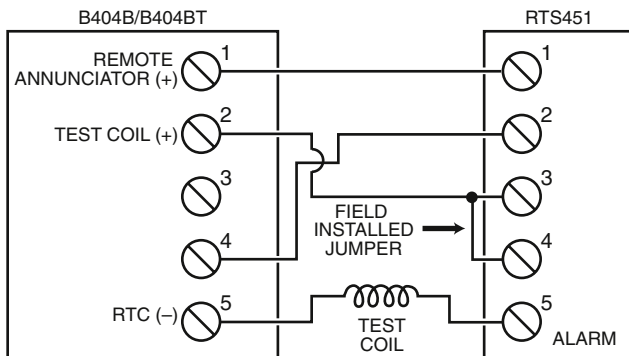 B404B/B404BT
RTS451
REMOTE
ANNUNCIATOR (+)
1
1
TEST COIL (+)
2
2
3
3
FIELD
INSTALLED
JUMPER
4
4
RTC (–)
5
TEST
COIL
5
ALARM